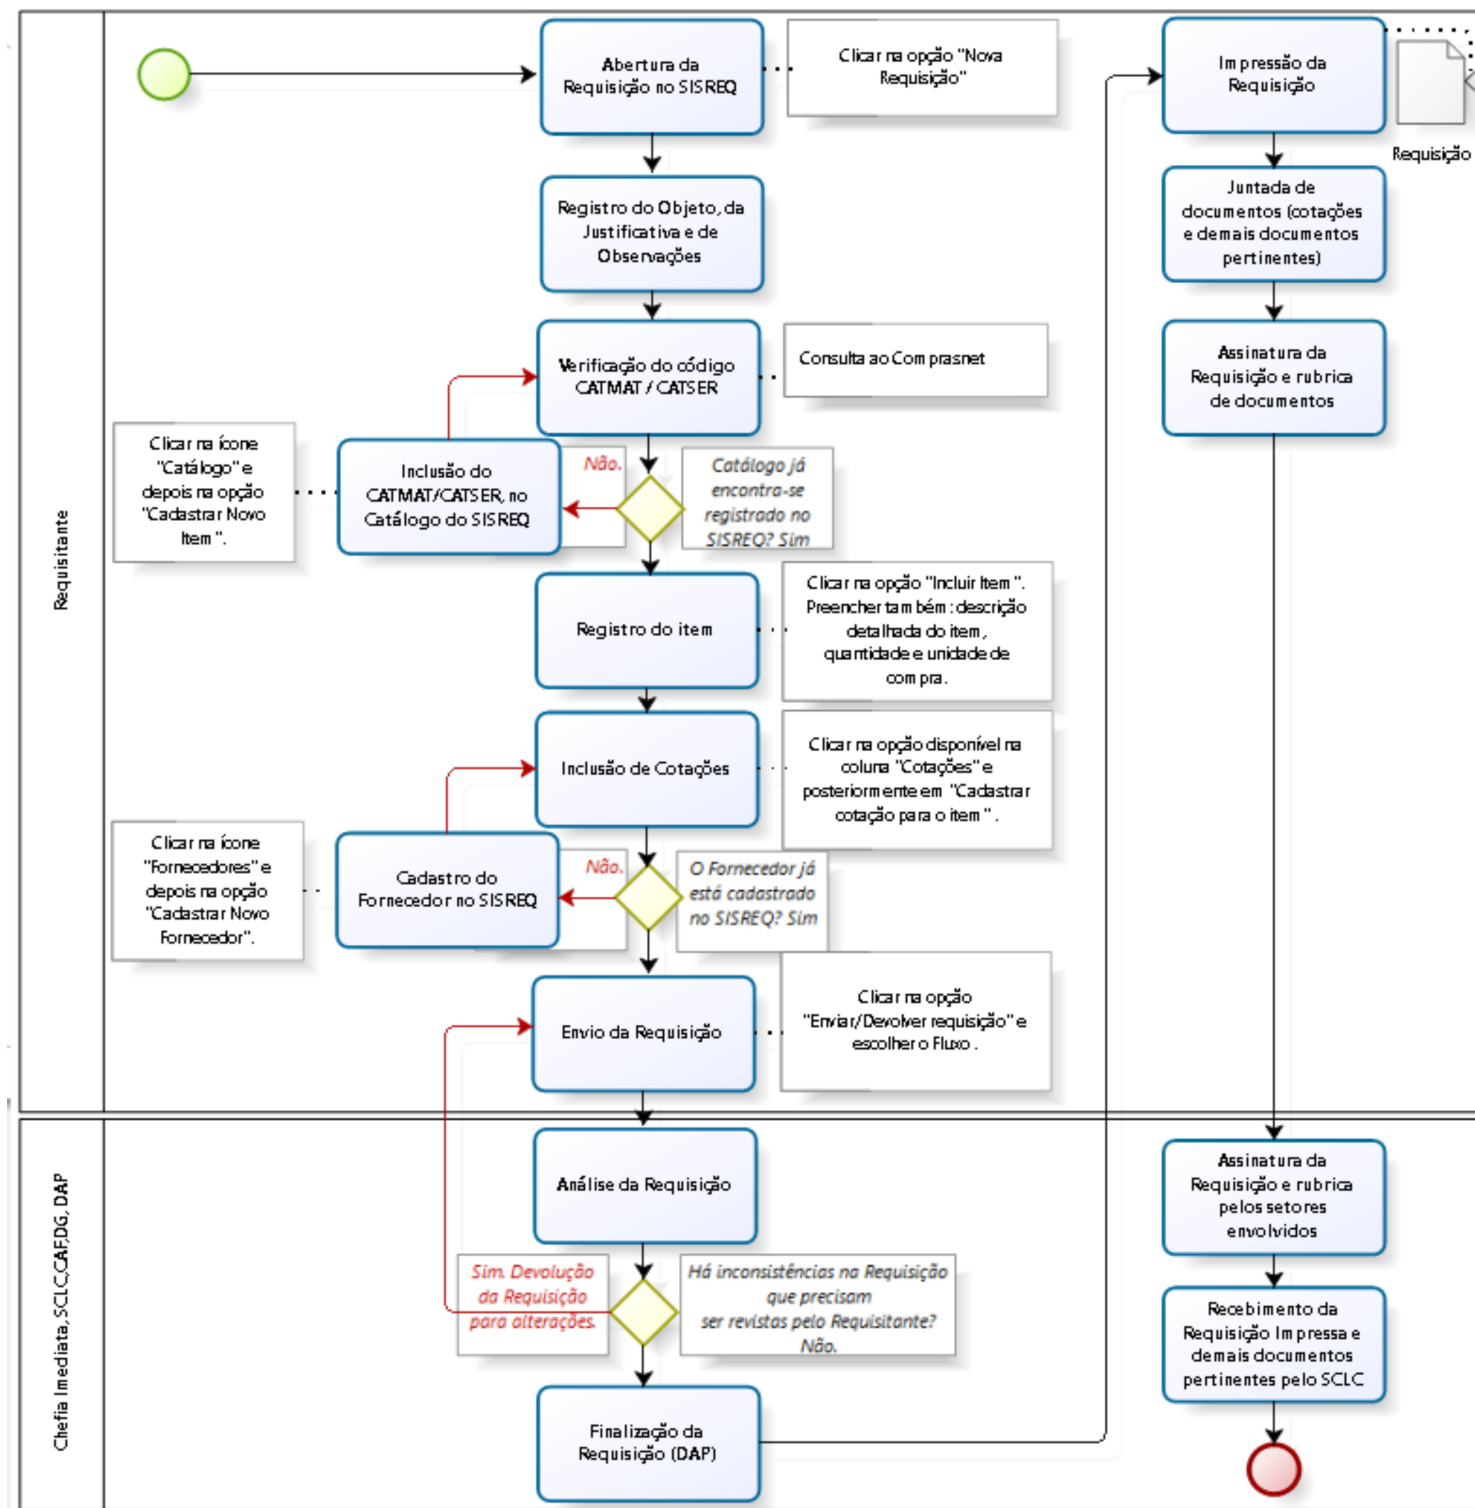 Requisitante
Abertura da
Requisição no SISREQ
Clicar na opção "Nova
Requisição"
Registro do Objeto, da
Justificativa e de
Observações
Verificação do código
CATMAT / CATSER
Consulta ao Comprasnet
Clicar na ícone
"Catálogo" e
depois na opção
"Cadastrar Novo
Item".
Inclusão do
CATMAT/CATSER, no
Catálogo do SISREQ
Não.
Catálogo já
encontra-se
registrado no
SISREQ? Sim
Registro do item
Clicar na opção "Incluir Item".
Preencher também: descrição
detalhada do item,
quantidade e unidade de
compra.
Inclusão de Cotações
Clicar na opção disponível na
coluna "Cotações" e
posteriormente em "Cadastrar
cotação para o item".
Clicar na ícone
"Fornecedores" e
depois na opção
"Cadastrar Novo
Fornecedor".
Cadastro do
Fornecedor no SISREQ
Não.
O Fornecedor já
está cadastrado
no SISREQ? Sim
Envio da Requisição
Clicar na opção
"Enviar/Devolver requisição" e
escolher o Fluxo.
Chefia Imediata, SCLC,CAF,DG, DAP
Análise da Requisição
Sim. Devolução
da Requisição
para alterações.
Há inconsistências na Requisição
que precisam
ser revistas pelo Requisitante?
Não.
Finalização da
Requisição (DAP)
Impressão da
Requisição
Requisição
Juntada de
documentos (cotações
e demais documentos
pertinentes)
Assinatura da
Requisição e rubrica
de documentos
Assinatura da
Requisição e rubrica
pelos setores
envolvidos
Recebimento da
Requisição Impressa e
demais documentos
pertinentes pelo SCLC